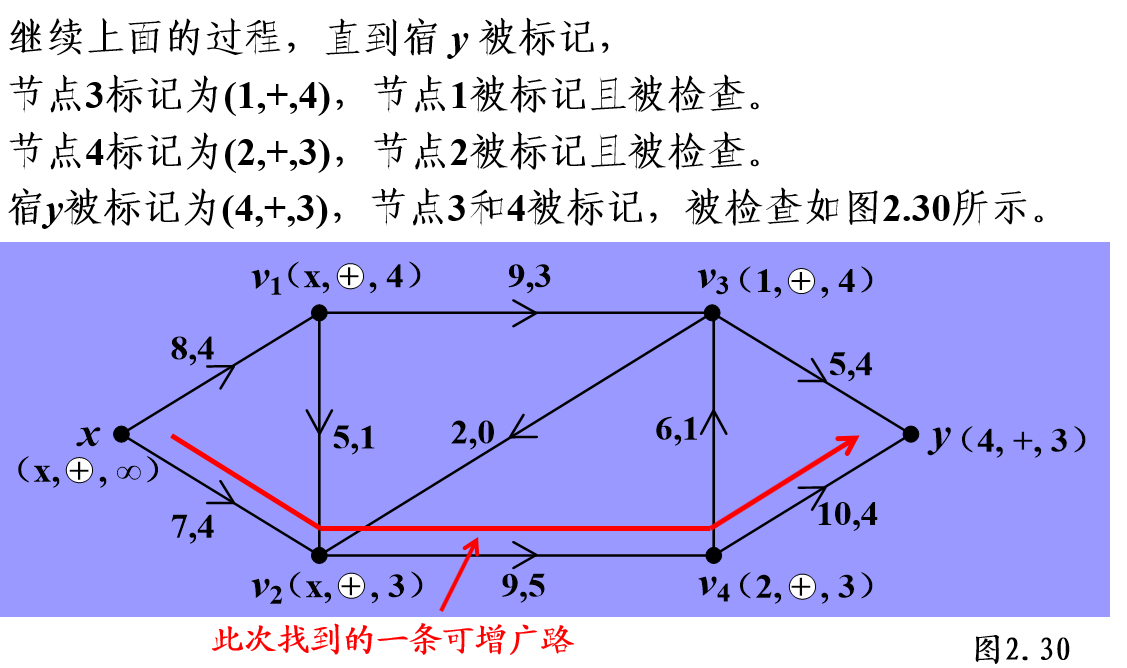 继续上面的过程，直到宿 y 被标记，
节点3标记为(1,+,4)，节点1被标记且被检查。
节点4标记为(2,+,3)，节点2被标记且被检查。
宿y被标记为(4,+,3)，节点3和4被标记，被检查如图2.30所示。
v1（x,⊕, 4） 9,3 v3（1,⊕, 4）
8,4 5,4
x 5,1 2,0 6,1 y（4, +, 3）
（x,⊕, ∞）
7,4 10,4
v2（x,⊕, 3） 9,5 v4（2,⊕, 3）
此次找到的一条可增广路
图2.30